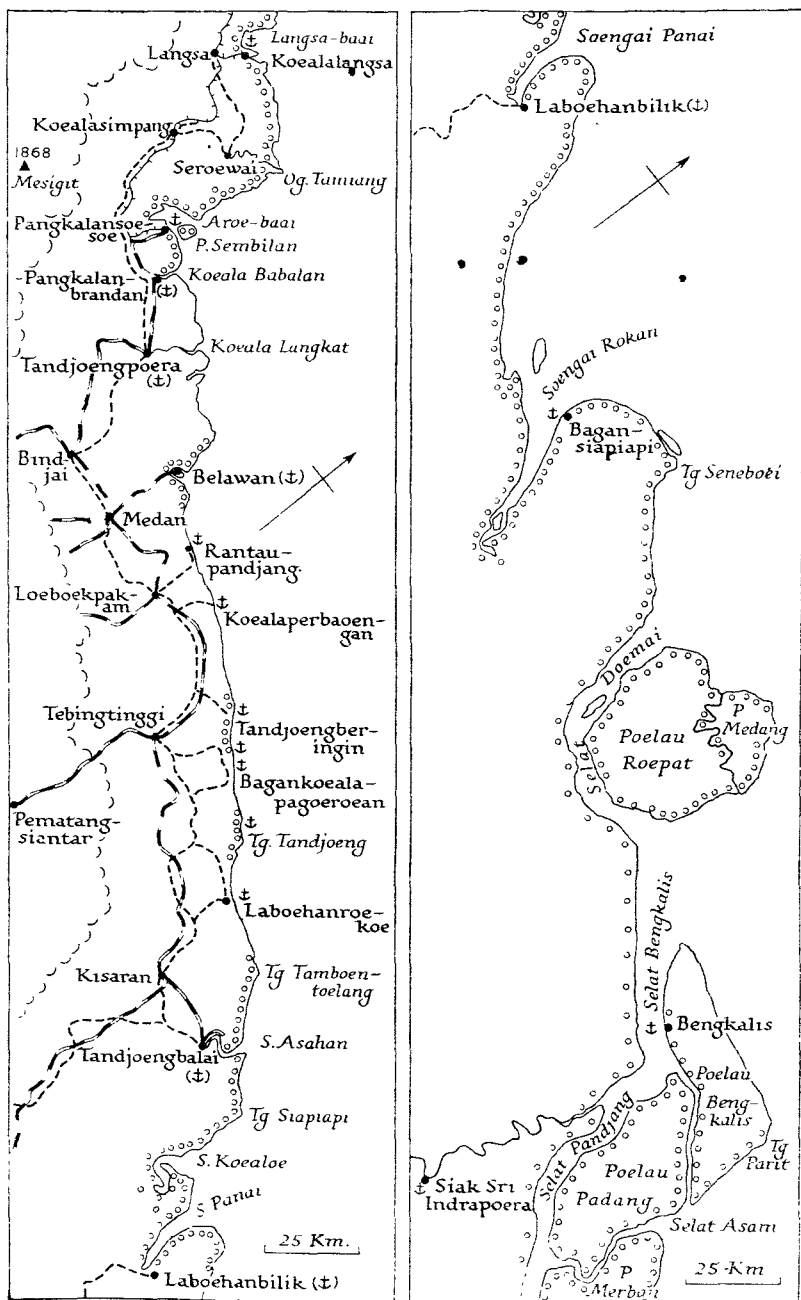 Langsa-baai
Langsa
Koealalangsa
Koealasimpang
1868
Mesigit
Seroewai
Og. Tamiang
Pangkalansoe-
soe
Aroe-baai
P. Sembilan
Pangkalan-
brandan
Koeala Babalan
Koeala Langkat
Tandjoengpoera
Bind-
jai
Belawan
Medan
Rantau-
pandjang
Loeboekpak-
am
Koealaperbaoen-
gan
Tebingtinggi
Tandjoengber-
ingin
Bagankoeala-
pagoeroean
Pematang-
siantar
Tg. Tandjoeng
Laboehanroe-
koe
Kisaran
Tg Tamboen-
toelang
S. Asahan
Tandjoengbalai
Tg Siapiapi
S. Koealoe
S Panai
25 Km.
Laboehanbilik
Soengai Panai
Laboehanbilik
Soengai Rokan
Bagan-
siapiapi
Tg Seneboei
Selat Doemai
P
Medang
Poelau
Roepat
Selat Bengkalis
Bengkalis
Poelau
Beng-
kalis
Tg
Parit
Selat Pandjang
Siak Sri
Indrapoera
Poelau
Padang
Selat Asam
P
Merbau
25 Km